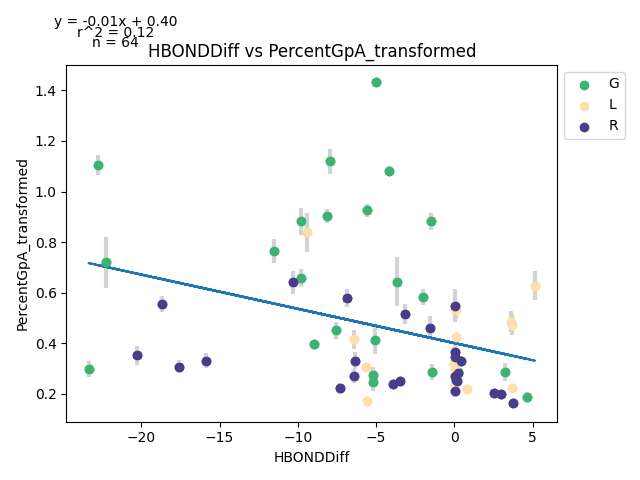 y = -0.01x + 0.40
r^2 = 0.12
n = 64
HBONDDiff vs PercentGpA_transformed
G
L
R
PercentGpA_transformed
1.4
1.2
1.0
0.8
0.6
0.4
0.2
−20
−15
−10
−5
0
5
HBONDDiff